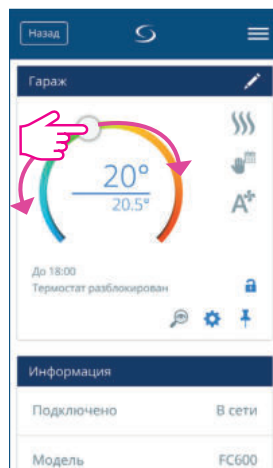 Назад
Гараж
20°
20.5°
До 18:00
Термостат разблокирован
Информация
Подключено В сети
Модель FC600